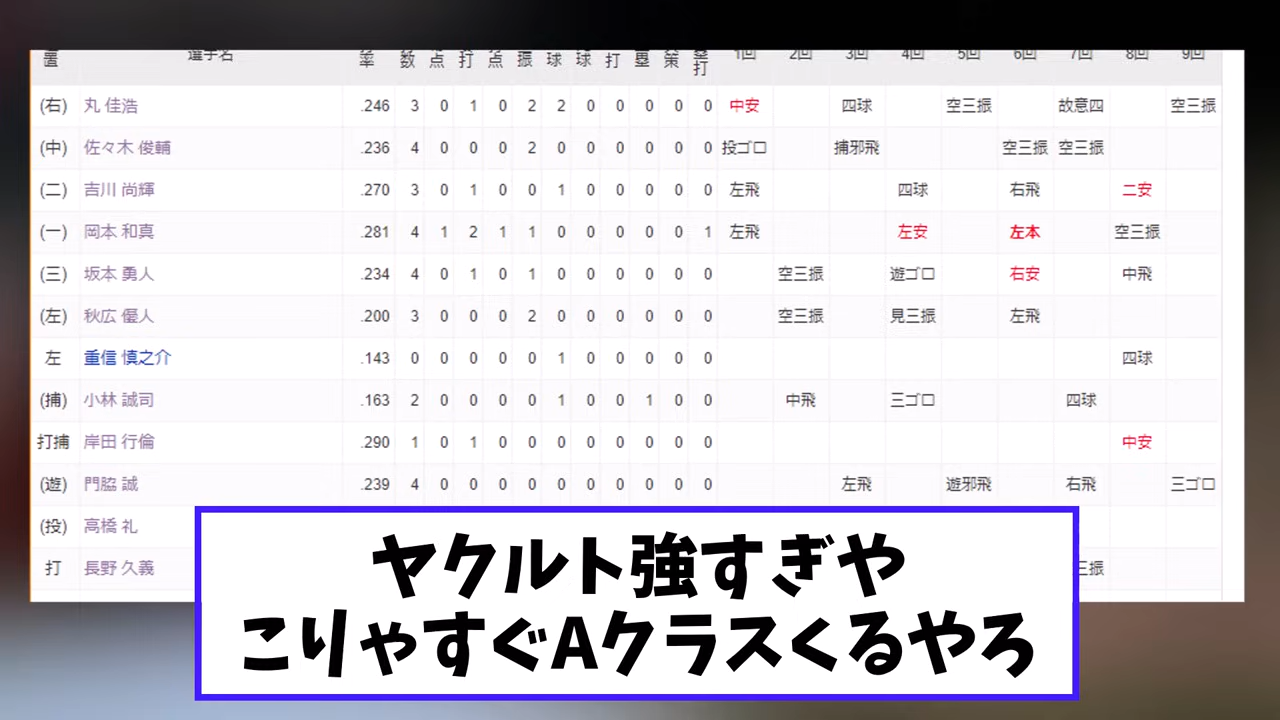 置 選手名 率 数 点 打 点 振 球 球 打 塁 策 塁打 1回 2回 3回 4回 5回 6回 7回 8回 9回
(右) 丸 佳浩 .246 3 0 1 0 2 2 0 0 0 0 0 中安 四球 空三振 故意四 空三振
(中) 佐々木 俊輔 .236 4 0 0 0 2 0 0 0 0 0 0 投ゴロ 捕邪飛 空三振 空三振
(二) 吉川 尚輝 .270 3 0 1 0 0 1 0 0 0 0 0 左飛 四球 右飛 二安
(一) 岡本 和真 .281 4 1 2 1 1 0 0 0 0 0 1 左飛 左安 左本 空三振
(三) 坂本 勇人 .234 4 0 1 0 1 0 0 0 0 0 0 空三振 遊ゴロ 右安 中飛
(左) 秋広 優人 .200 3 0 0 0 2 0 0 0 0 0 0 空三振 見三振 左飛
左 重信 慎之介 .143 0 0 0 0 0 1 0 0 0 0 0 四球
(捕) 小林 誠司 .163 2 0 0 0 0 1 0 0 1 0 0 中飛 三ゴロ 四球
打捕 岸田 行倫 .290 1 0 1 0 0 0 0 0 0 0 0 中安
(遊) 門脇 誠 .239 4 0 0 0 0 0 0 0 0 0 0 左飛 遊邪飛 右飛 三ゴロ
(投) 高橋 礼
打 長野 久義 三振
ヤクルト強すぎや
こりゃすぐAクラスくるやろ